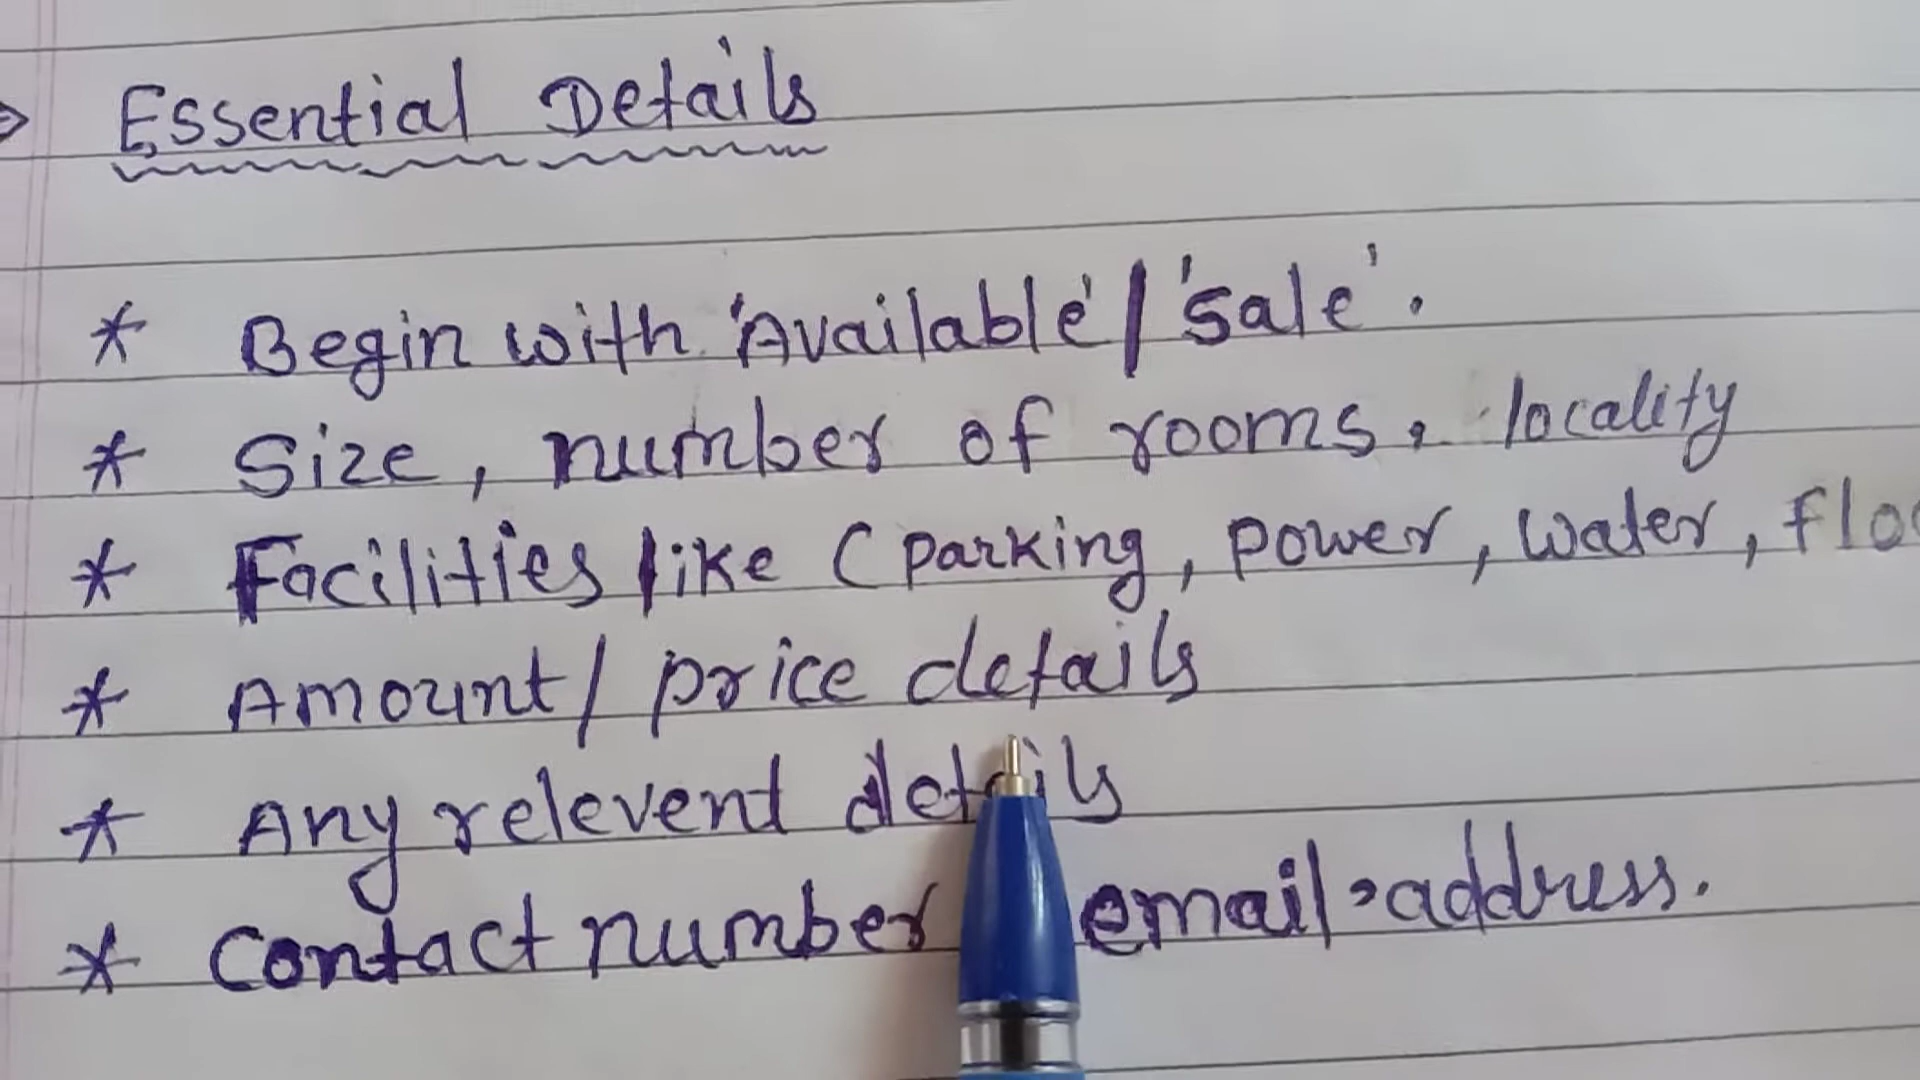 Essential Details
* Begin with 'Available' / 'Sale'.
* Size, number of rooms, locality
* Facilities like (parking, power, water,
* Amount / price details
* Any relevent details
* Contact number email, address.